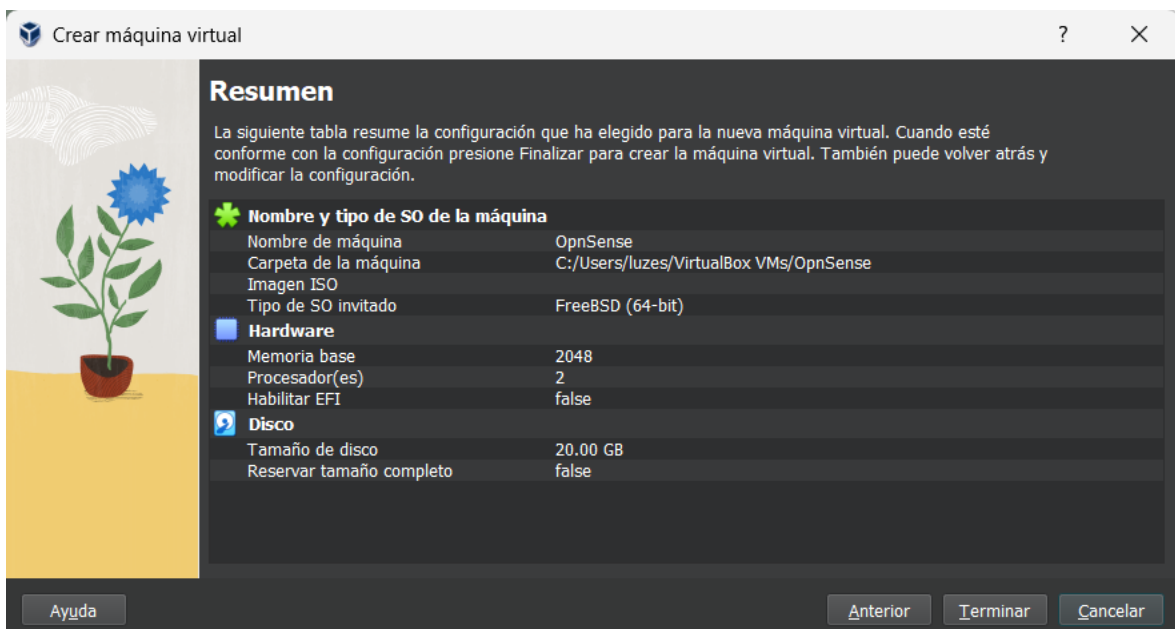 Crear máquina virtual
?
Resumen
La siguiente tabla resume la configuración que ha elegido para la nueva máquina virtual. Cuando esté
conforme con la configuración presione Finalizar para crear la máquina virtual. También puede volver atrás y
modificar la configuración.
Nombre y tipo de SO de la máquina
Nombre de máquina OpnSense
Carpeta de la máquina C:/Users/luzes/VirtualBox VMs/OpnSense
Imagen ISO
Tipo de SO invitado FreeBSD (64-bit)
Hardware
Memoria base 2048
Procesador(es) 2
Habilitar EFI false
Disco
Tamaño de disco 20.00 GB
Reservar tamaño completo false
Ayuda Anterior Terminar Cancelar